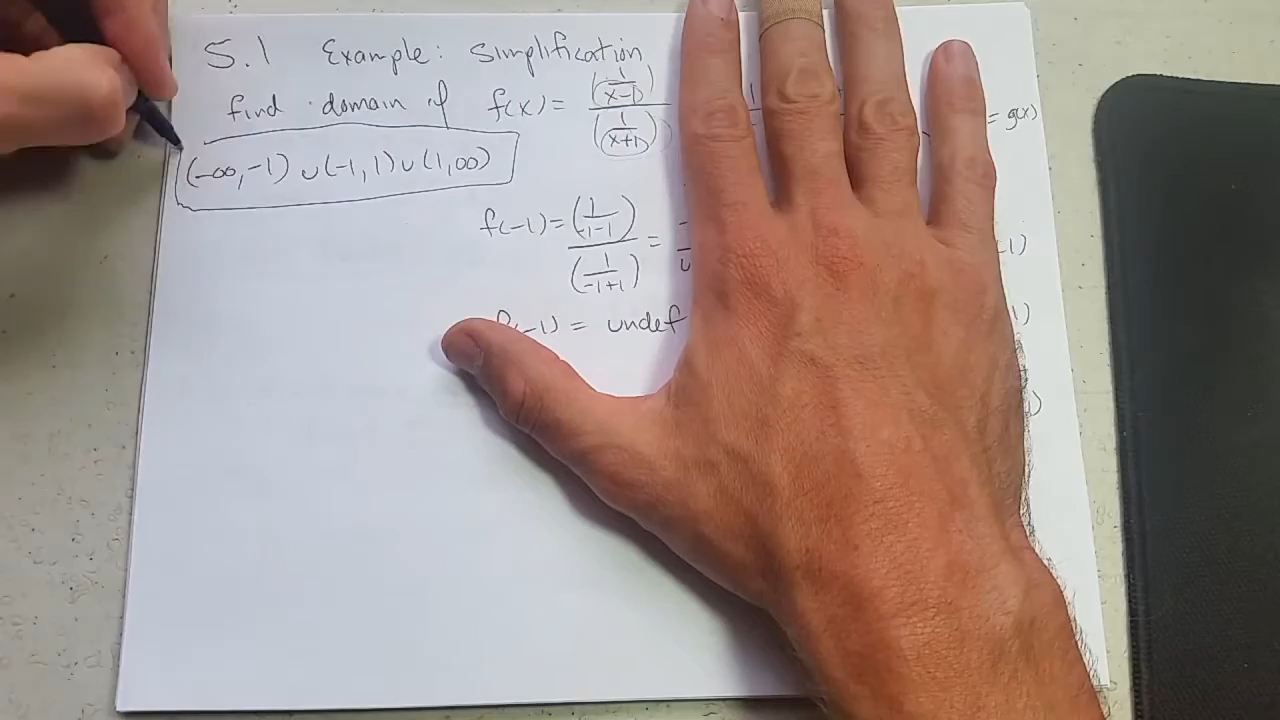 5.1 Example: Simplification
find domain if f(x) = (1/(x-1)) / (1/(x+1)) = g(x)
(-∞,-1) ∪ (-1,1) ∪ (1,∞)
f(-1) = (1/(-1-1)) / (1/(-1+1)) =
(-1) = undef